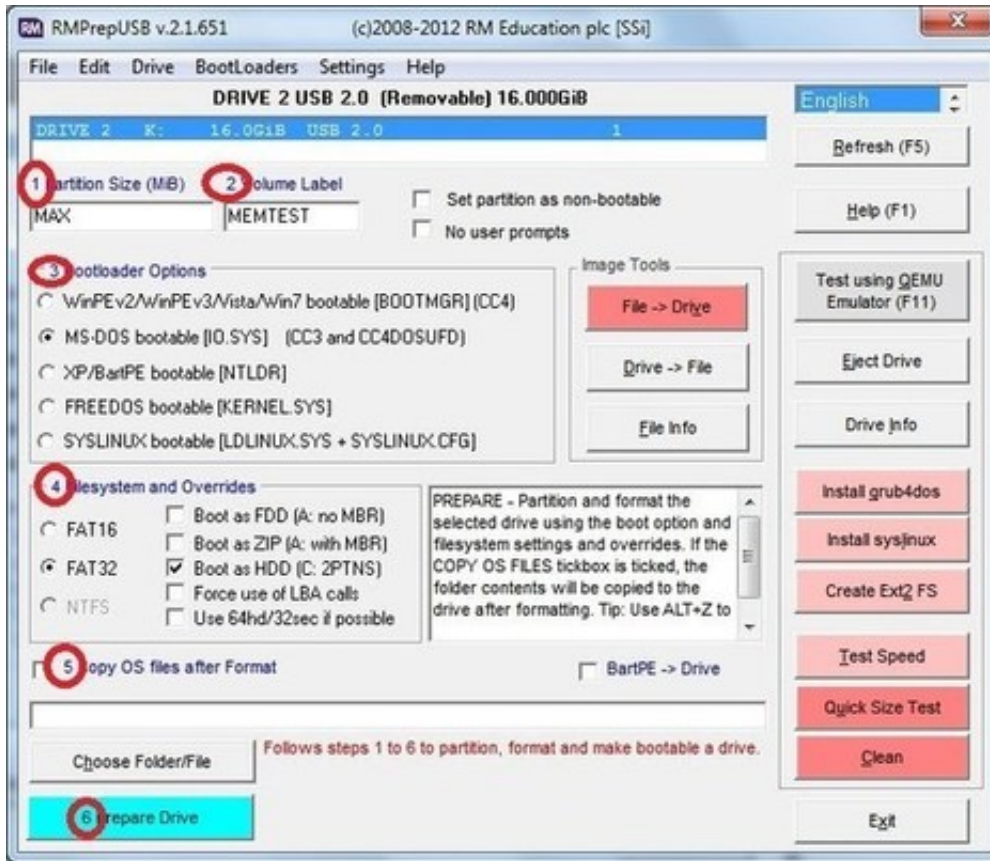 RM RMPrepUSB v.2.1.651 (c)2008-2012 RM Education plc [SSi]
File Edit Drive BootLoaders Settings Help
DRIVE 2 USB 2.0 (Removable) 16.000GiB
English
DRIVE 2 K: 16.0GiB USB 2.0 1
Refresh (F5)
1 Partition Size (MiB) 2 Volume Label
MAX MEMTEST
Set partition as non-bootable
No user prompts
Help (F1)
3 Bootloader Options
WinPEv2/WinPEv3/Vista/Win7 bootable [BOOTMGR] (CC4)
MS-DOS bootable [IO.SYS] (CC3 and CC4DOSUFD)
XP/BartPE bootable [NTLDR]
FREEDOS bootable [KERNEL.SYS]
SYSLINUX bootable [LDLINUX.SYS + SYSLINUX.CFG]
Image Tools
File -> Drive
Drive -> File
File Info
Test using QEMU
Emulator (F11)
Eject Drive
Drive Info
4 Filesystem and Overrides
FAT16
FAT32
NTFS
Boot as FDD (A: no MBR)
Boot as ZIP (A: with MBR)
Boot as HDD (C: 2PTNS)
Force use of LBA calls
Use 64hd/32sec if possible
PREPARE - Partition and format the
selected drive using the boot option and
filesystem settings and overrides. If the
COPY OS FILES tickbox is ticked, the
folder contents will be copied to the
drive after formatting. Tip: Use ALT+Z to
Install grub4dos
Install syslinux
Create Ext2 FS
5 Copy OS files after Format
BartPE -> Drive
Test Speed
Quick Size Test
Clean
Choose Folder/File
Follows steps 1 to 6 to partition, format and make bootable a drive.
6 Prepare Drive
Exit